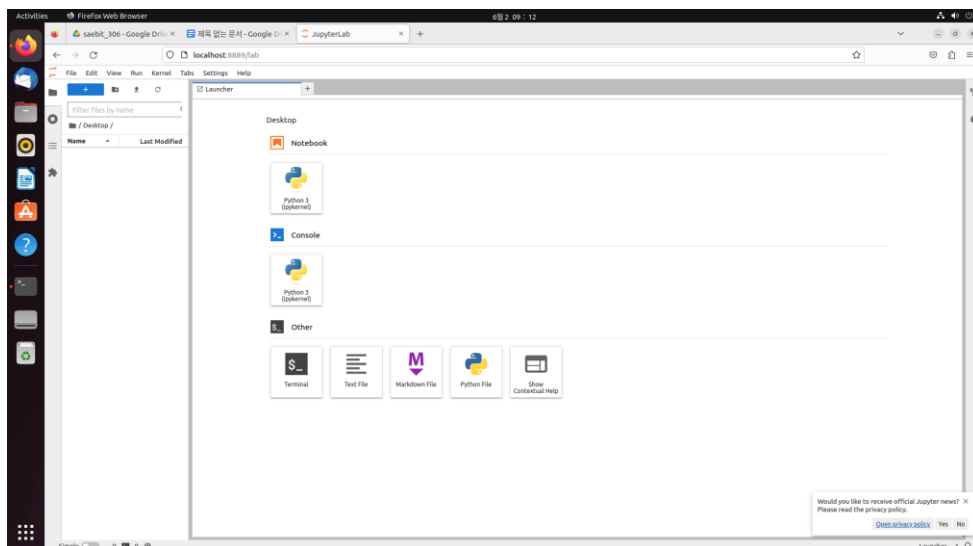 Activities
Firefox Web Browser
6월 2 09 : 12
saebit_306 - Google Driv
제목 없는 문서 - Google Do
JupyterLab
localhost:8889/lab
File Edit View Run Kernel Tabs Settings Help
Launcher
Filter files by name
/ Desktop /
Name
Last Modified
Desktop
Notebook
Python 3
(ipykernel)
Console
Python 3
(ipykernel)
$_ Other
$_
M
Terminal
Text File
Markdown File
Python File
Show
Contextual Help
Would you like to receive official Jupyter news?
Please read the privacy policy.
Open privacy policy Yes No